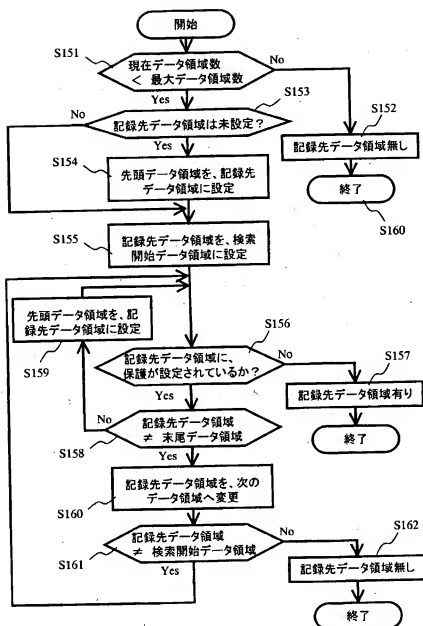 開始
S151
現在データ領域数
< 最大データ領域数
No
Yes
S153
No
記録先データ領域は未設定？
S152
記録先データ領域無し
Yes
S154
先頭データ領域を、記録先
データ領域に設定
終了
S160
S155
記録先データ領域を、検索
開始データ領域に設定
先頭データ領域を、記
録先データ領域に設定
S159
S156
記録先データ領域に、
保護が設定されているか？
No
S157
記録先データ領域有り
Yes
終了
No
記録先データ領域
≠ 末尾データ領域
S158
Yes
S160
記録先データ領域を、次の
データ領域へ変更
記録先データ領域
≠ 検索開始データ領域
S161
No
S162
記録先データ領域無し
Yes
終了